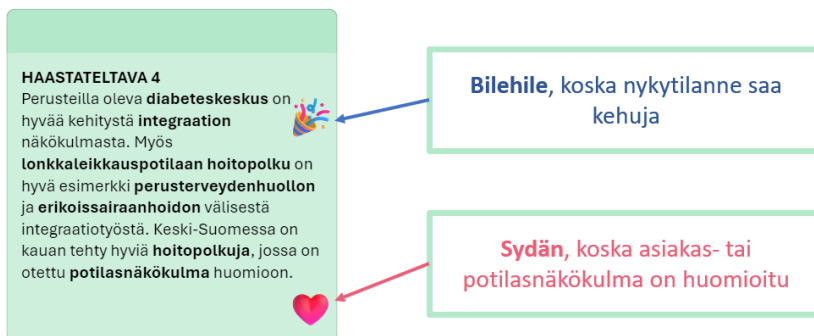 HAASTATELTAVA 4
Perusteilla oleva diabeteskeskus on
hyvää kehitystä integraation
näkökulmasta. Myös
lonkkaleikkauspotilaan hoitopolku on
hyvä esimerkki perusterveydenhuollon
ja erikoissairaanhoidon välisestä
integraatiotyöstä. Keski-Suomessa on
kauan tehty hyviä hoitopolkuja, jossa on
otettu potilasnäkökulma huomioon.
Bilehile, koska nykytilanne saa
kehuja
Sydän, koska asiakas- tai
potilasnäkökulma on huomioitu